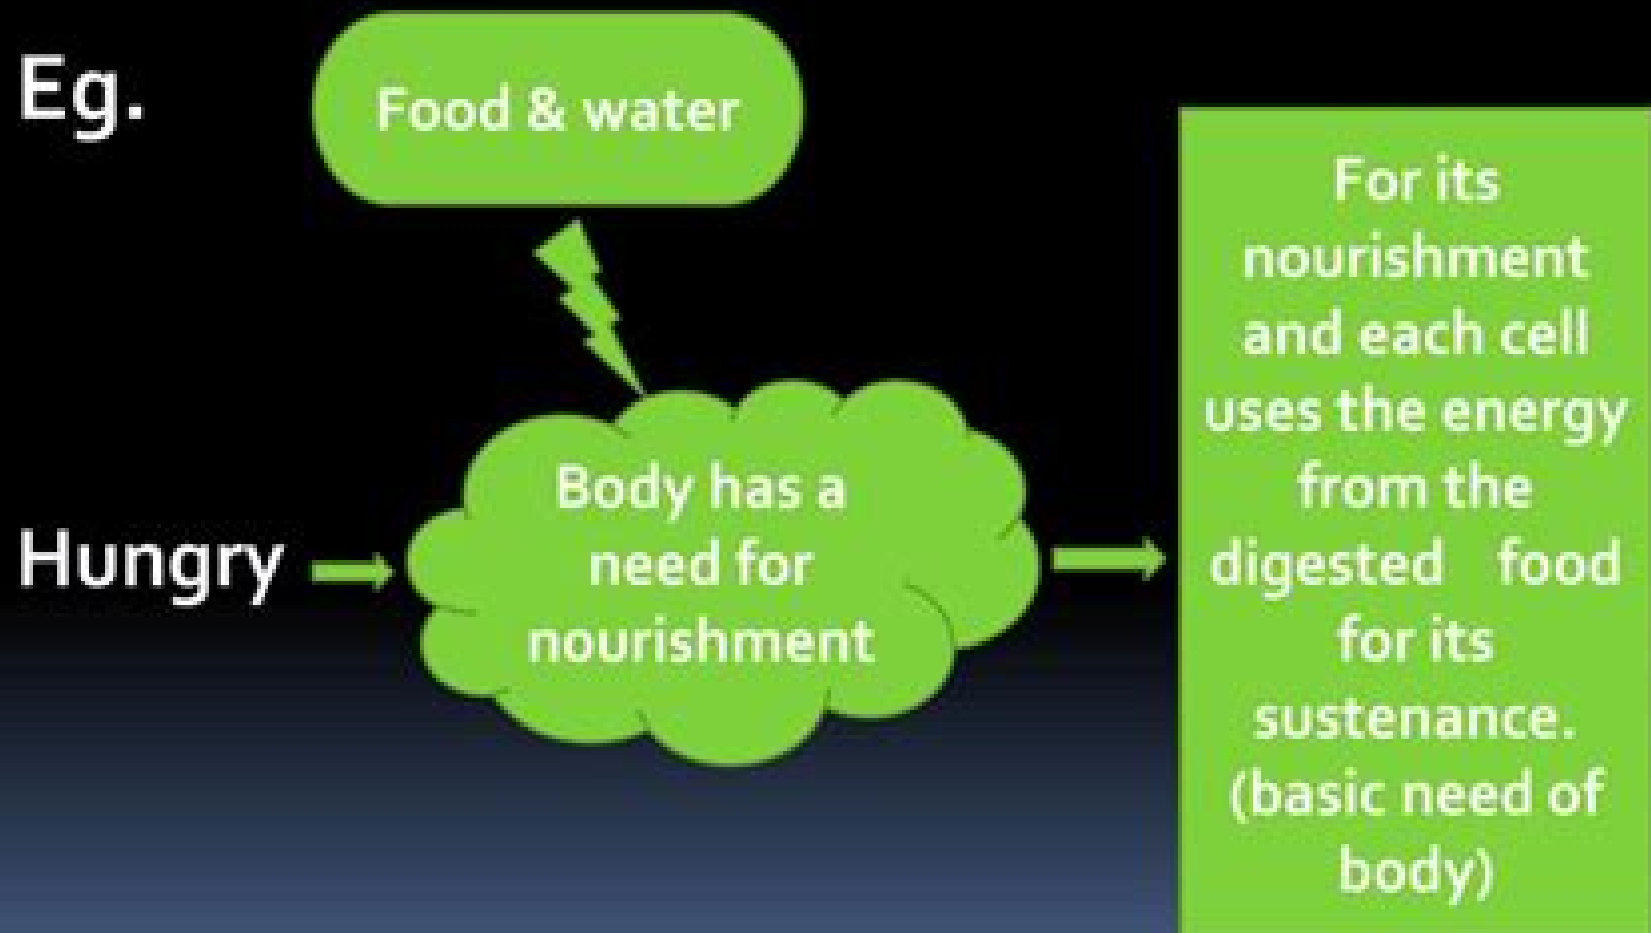 Eg.
Food & water
Hungry
Body has a
need for
nourishment
For its
nourishment
and each cell
uses the energy
from the
digested food
for its
sustenance.
(basic need of
body)